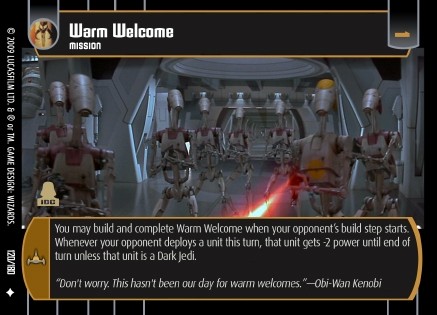 Warm Welcome
MISSION
1
IDC
You may build and complete Warm Welcome when your opponent's build step starts.
Whenever your opponent deploys a unit this turn, that unit gets -2 power until end of
turn unless that unit is a Dark Jedi.
"Don't worry. This hasn't been our day for warm welcomes."—Obi-Wan Kenobi
© 2009 LUCASFILM LTD. & ® or TM. GAME DESIGN: WIZARDS.